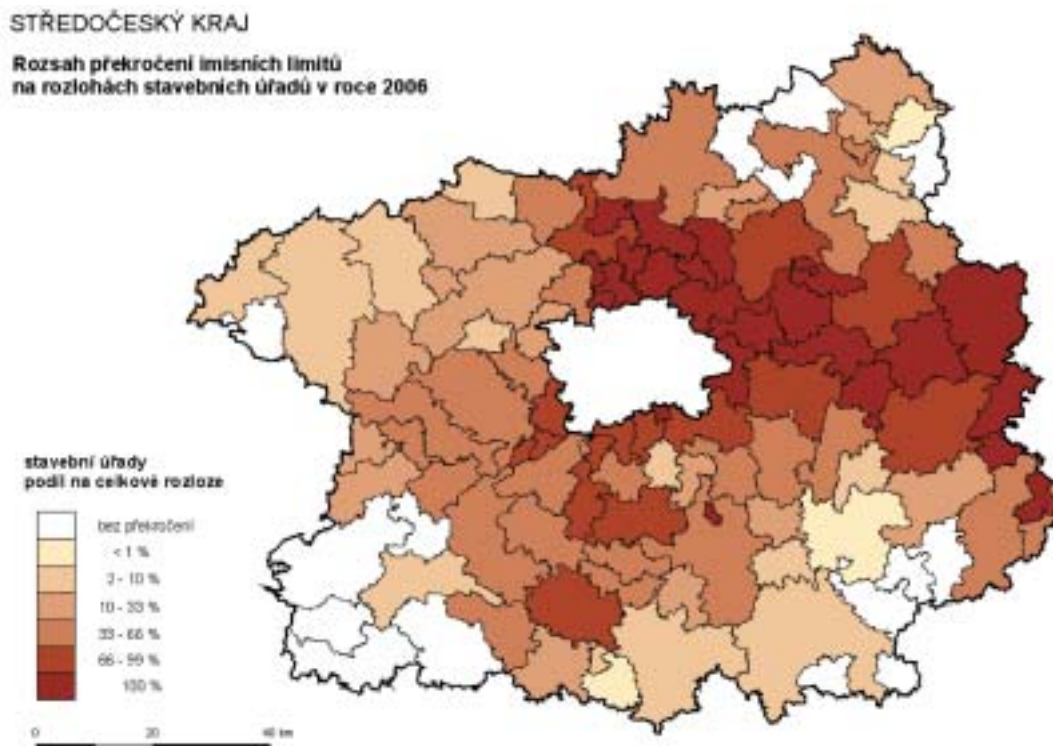 STŘEDOČESKÝ KRAJ
Rozsah překročení imisních limitů
na rozlohách stavebních úřadů v roce 2006
stavební úřady
podíl na celkové rozloze
bez překročení
< 1 %
2 - 10 %
10 - 33 %
33 - 66 %
66 - 99 %
100 %
0 20 40 km